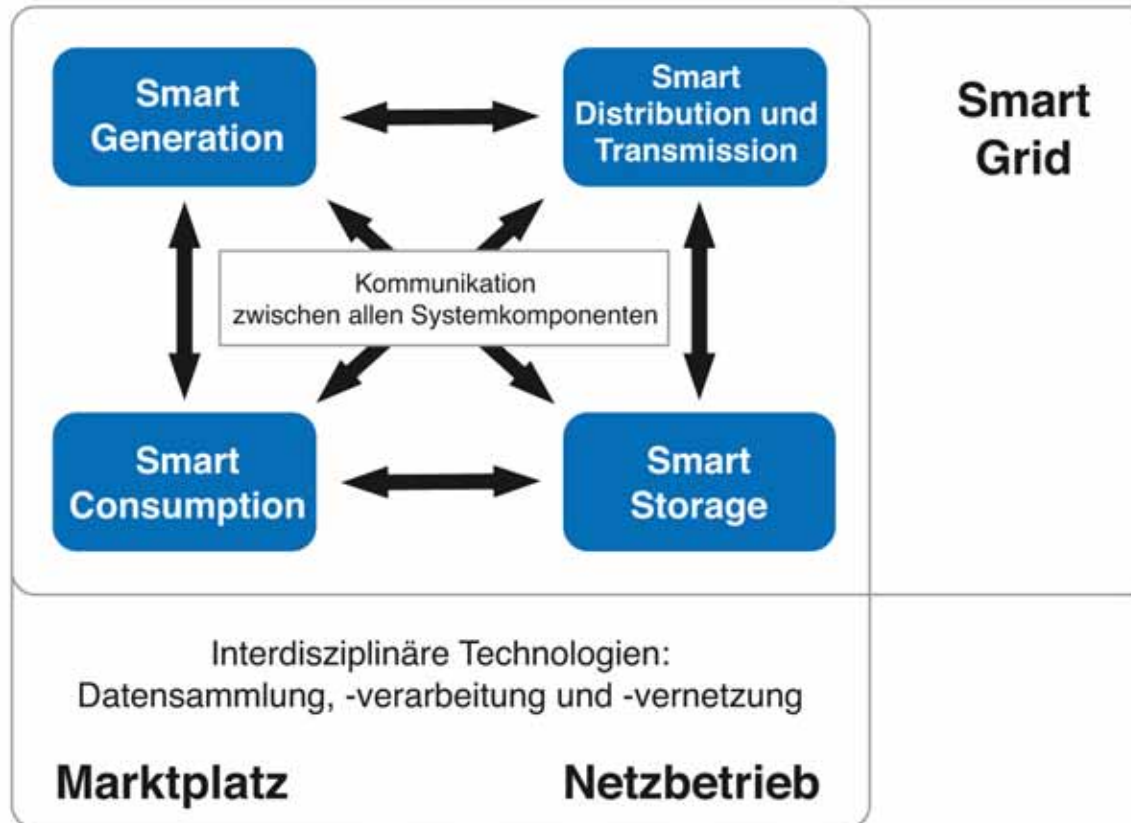 Smart
Generation
Smart
Distribution und
Transmission
Smart
Grid
Kommunikation
zwischen allen Systemkomponenten
Smart
Consumption
Smart
Storage
Interdisziplinäre Technologien:
Datensammlung, -verarbeitung und -vernetzung
Marktplatz
Netzbetrieb